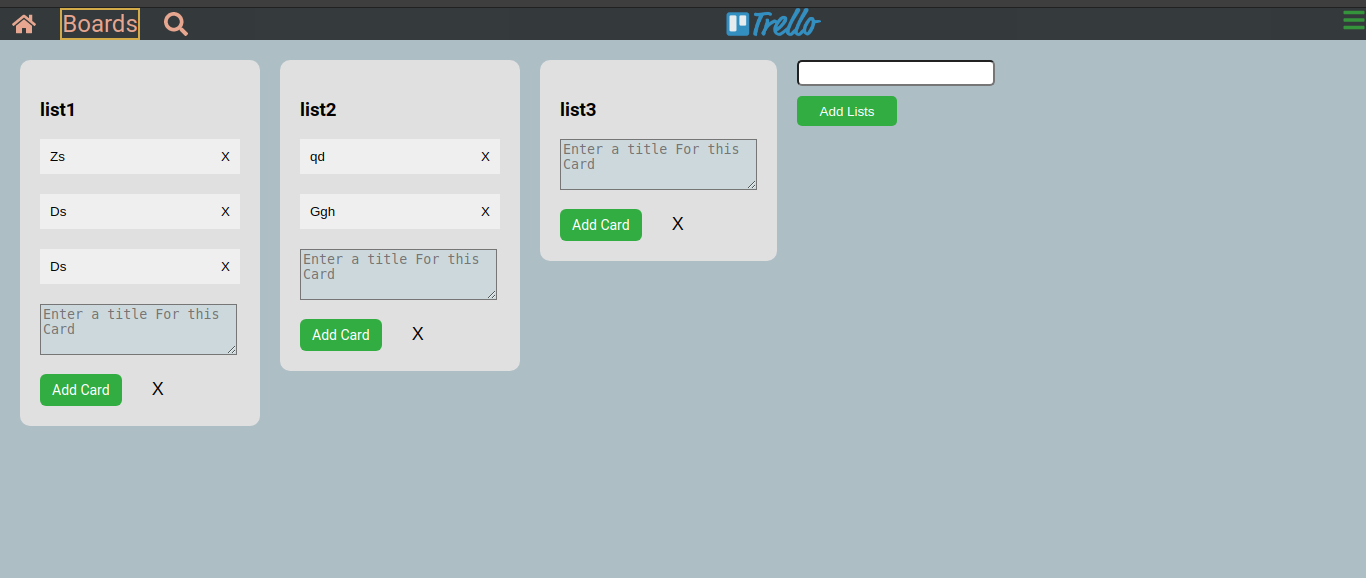 Boards
Trello
list1
Zs X
Ds X
Ds X
Enter a title For this
Card
Add Card X
list2
qd X
Ggh X
Enter a title For this
Card
Add Card X
list3
Enter a title For this
Card
Add Card X
Add Lists